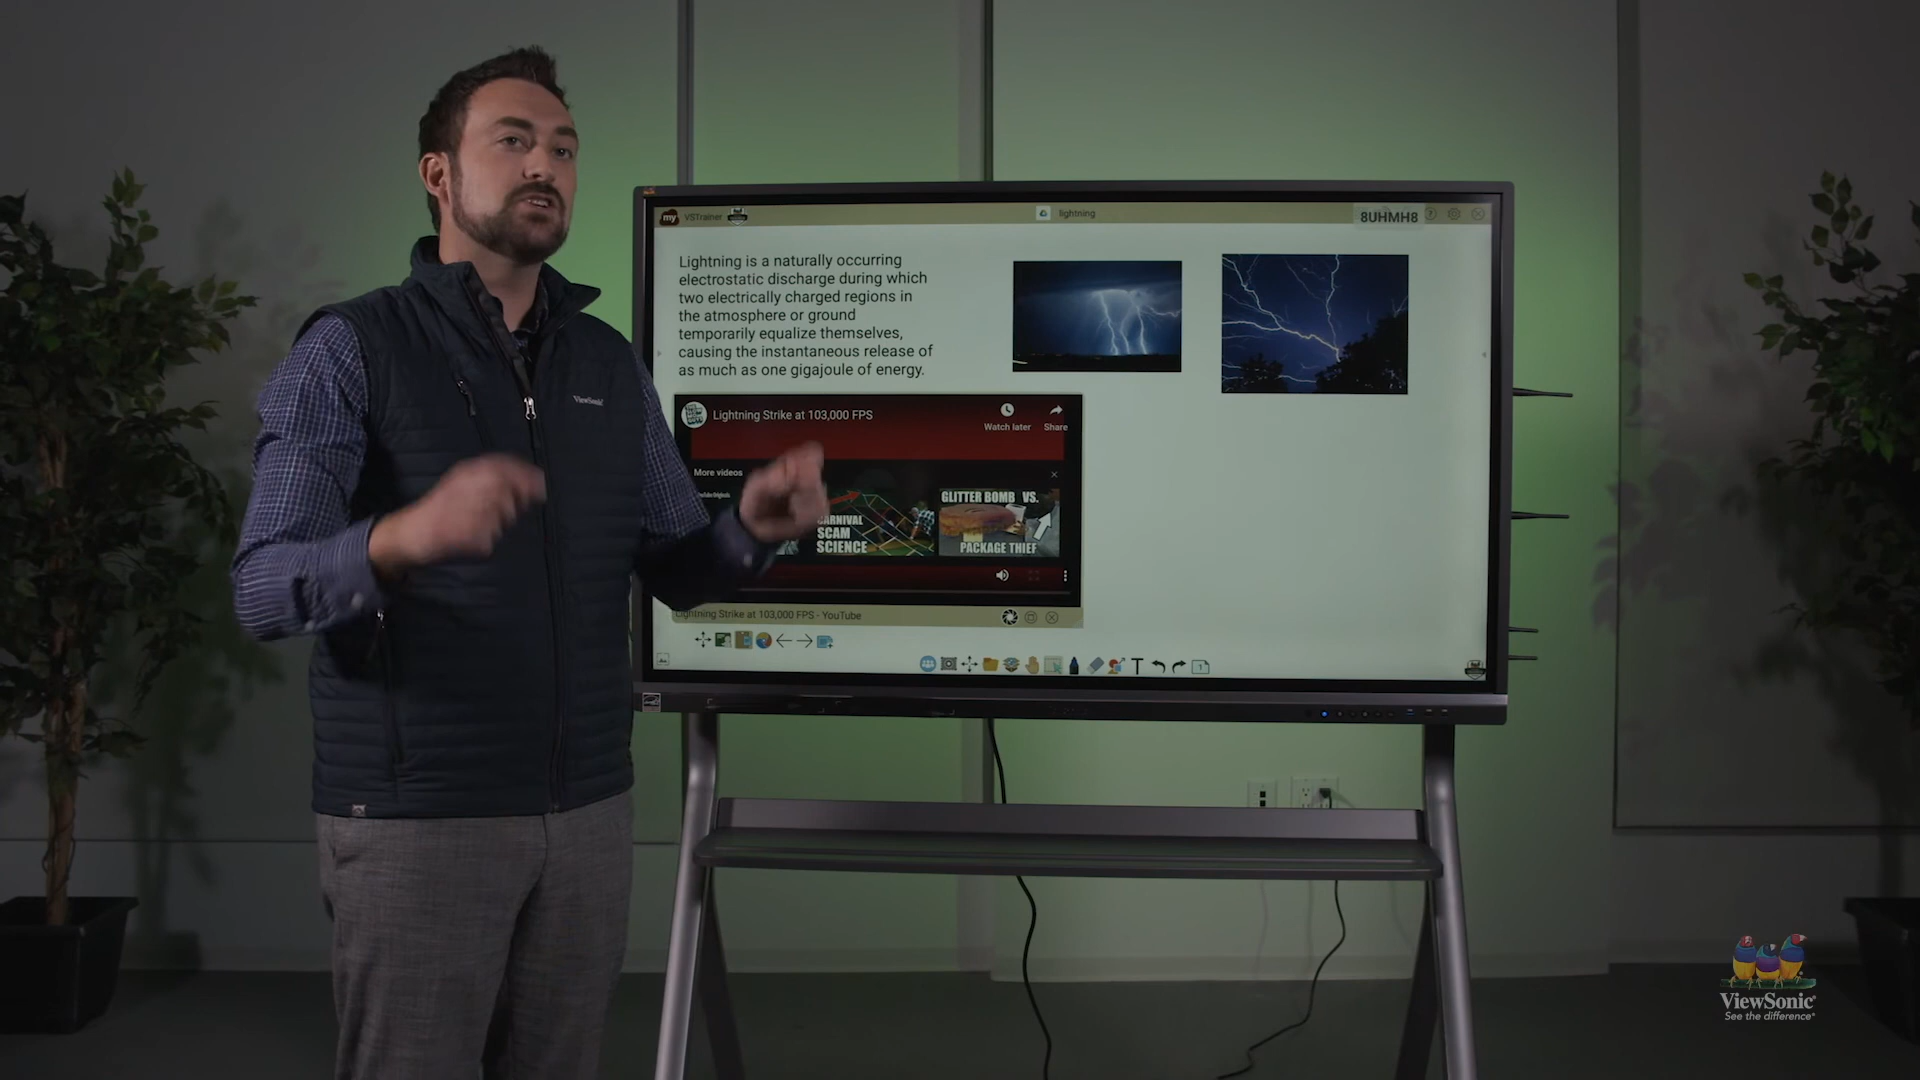 my VSTrainer
lightning
8UHMH8
Lightning is a naturally occurring
electrostatic discharge during which
two electrically charged regions in
the atmosphere or ground
temporarily equalize themselves,
causing the instantaneous release of
as much as one gigajoule of energy.
Lightning Strike at 103,000 FPS
Watch later
Share
More videos
CARNIVAL
SCAM
SCIENCE
GLITTER BOMB VS.
PACKAGE THIEF
Lightning Strike at 103,000 FPS - YouTube
T
1
ViewSonic
ViewSonic
See the difference